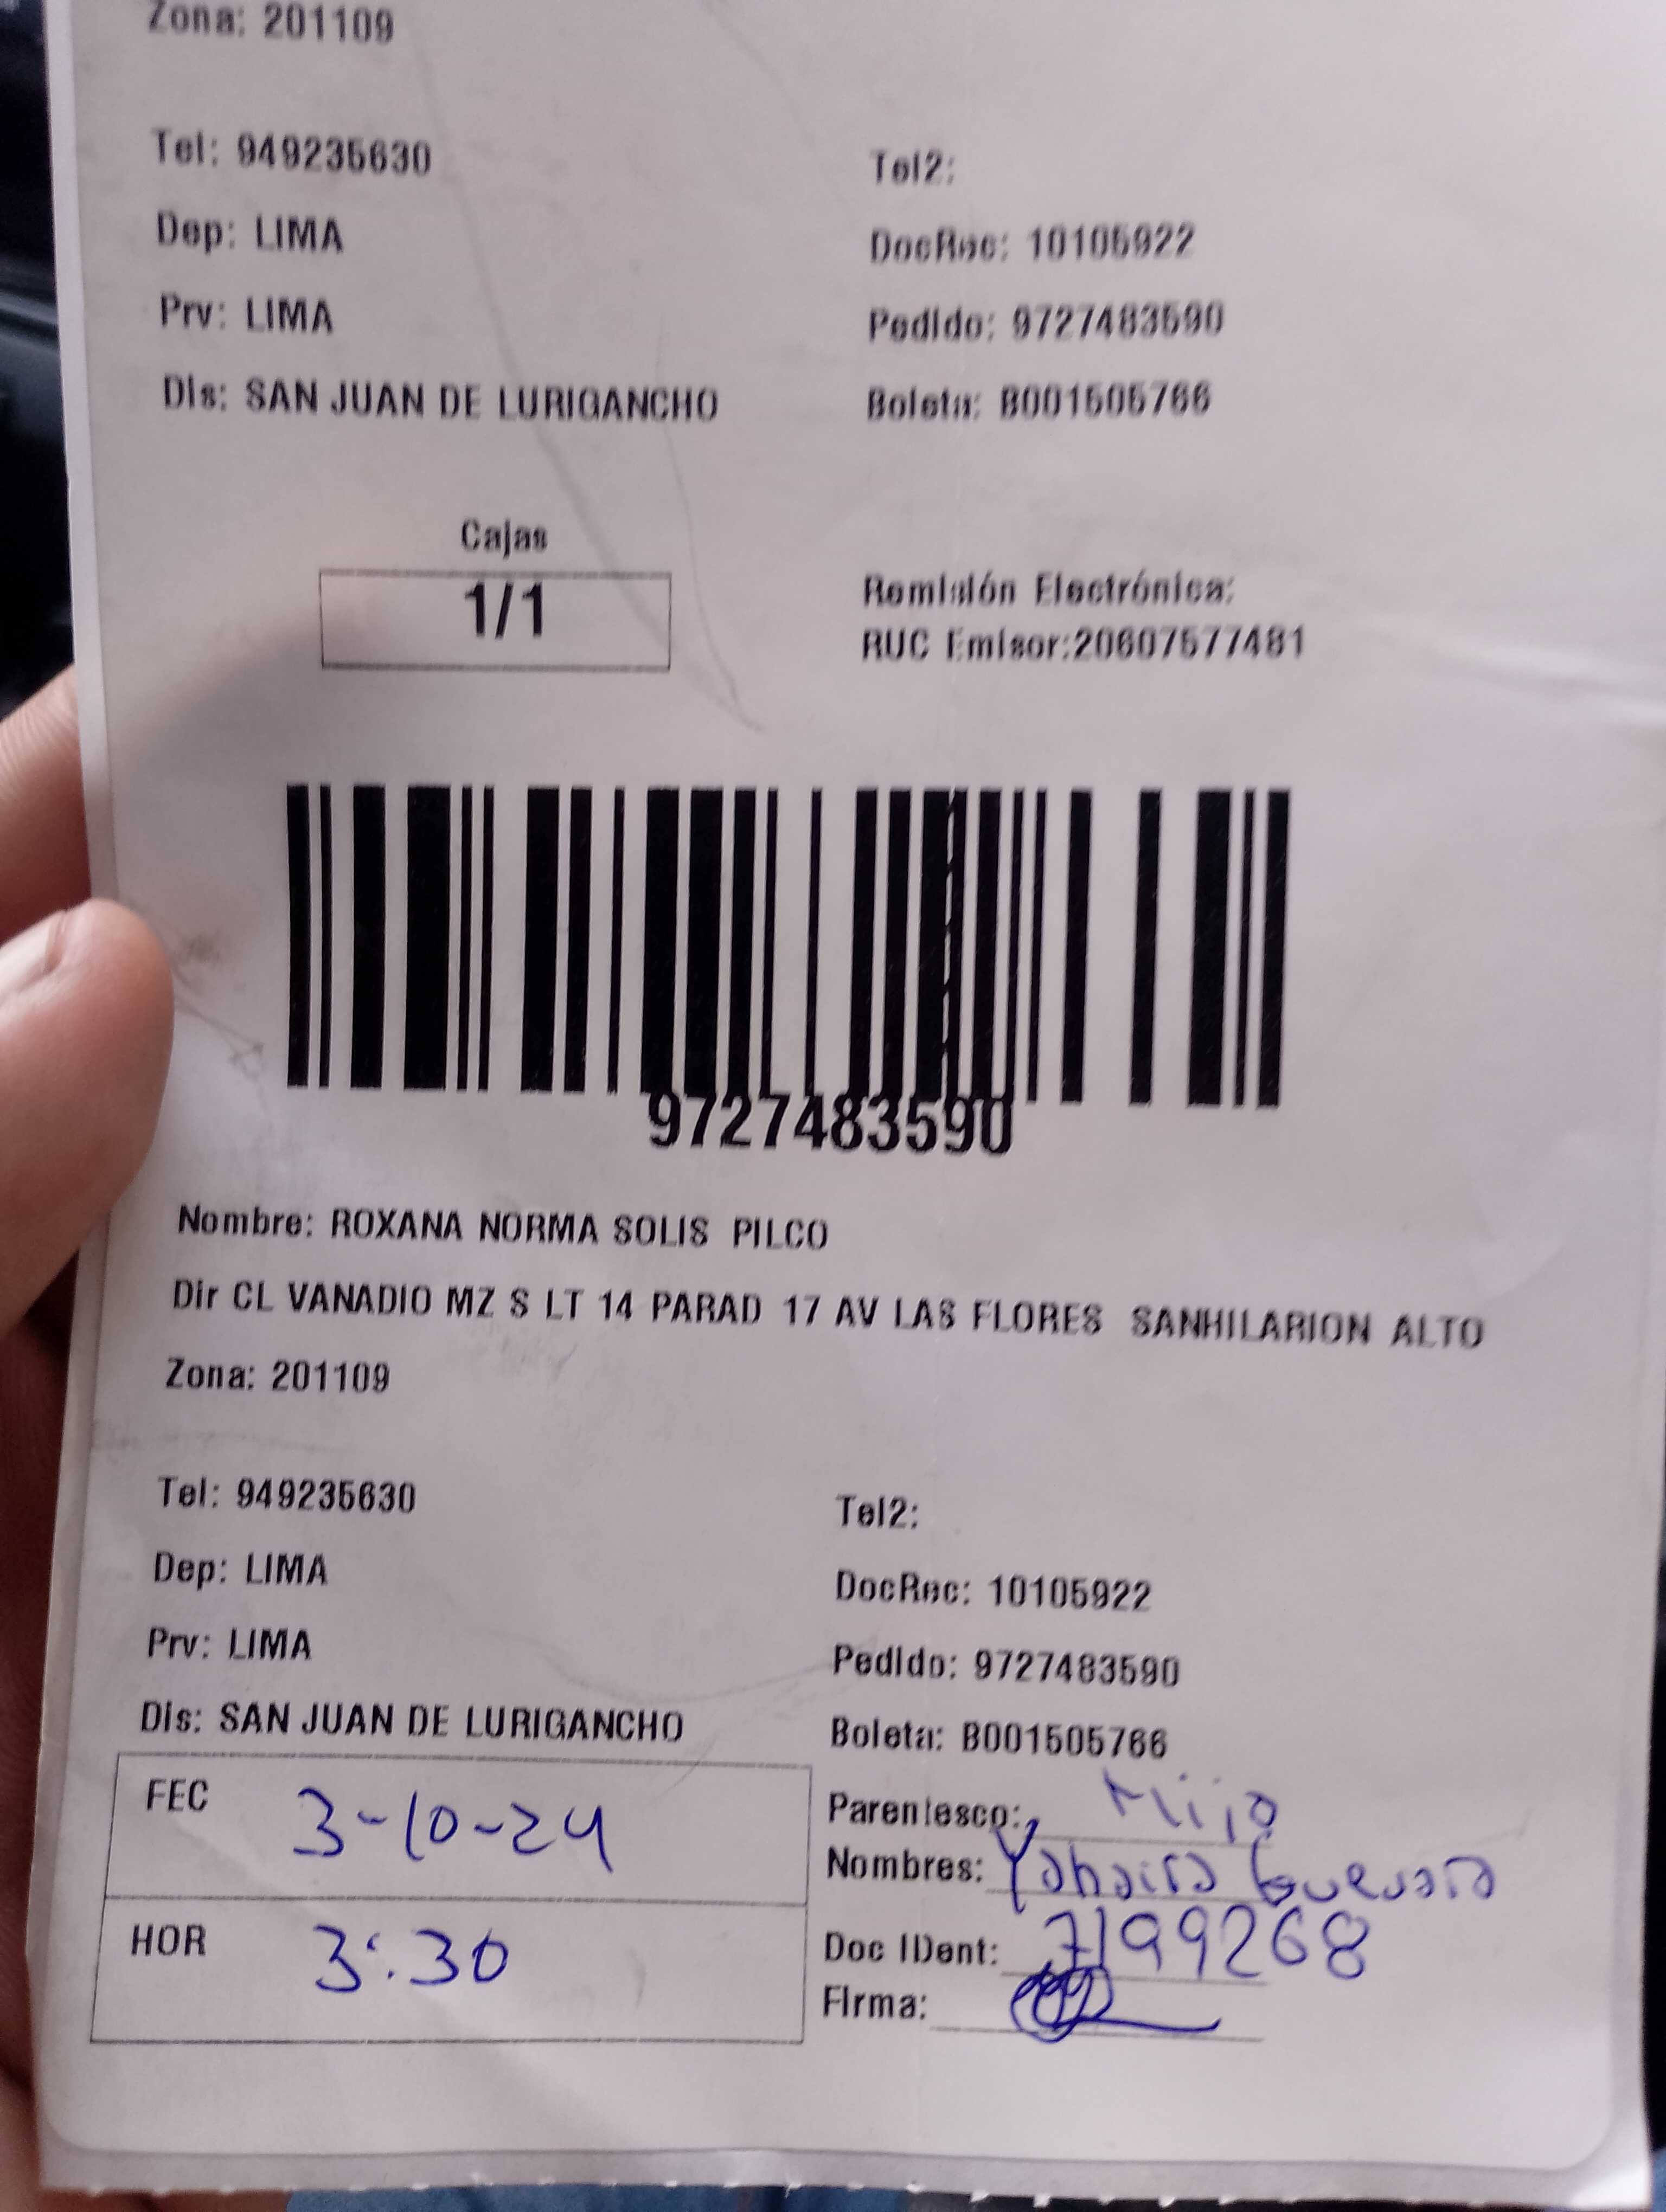 Zona: 201109
Tel: 949235630
Tel2:
Dep: LIMA
DocRec: 10105922
Prv: LIMA
Pedido: 9727483590
Dis: SAN JUAN DE LURIGANCHO
Boleta: B001505766
Cajas
1/1
Remisión Electrónica:
RUC Emisor:20607577481
9727483590
Nombre: ROXANA NORMA SOLIS PILCO
Dir CL VANADIO MZ S LT 14 PARAD 17 AV LAS FLORES SANHILARION ALTO
Zona: 201109
Tel: 949235630
Tel2:
Dep: LIMA
DocRec: 10105922
Prv: LIMA
Pedido: 9727483590
Dis: SAN JUAN DE LURIGANCHO
Boleta: B001505766
FEC 3-10-24
Parentesco:
Nombres: Yahaira Guevara
HOR 3:30
Doc IDent: 7199268
Firma: